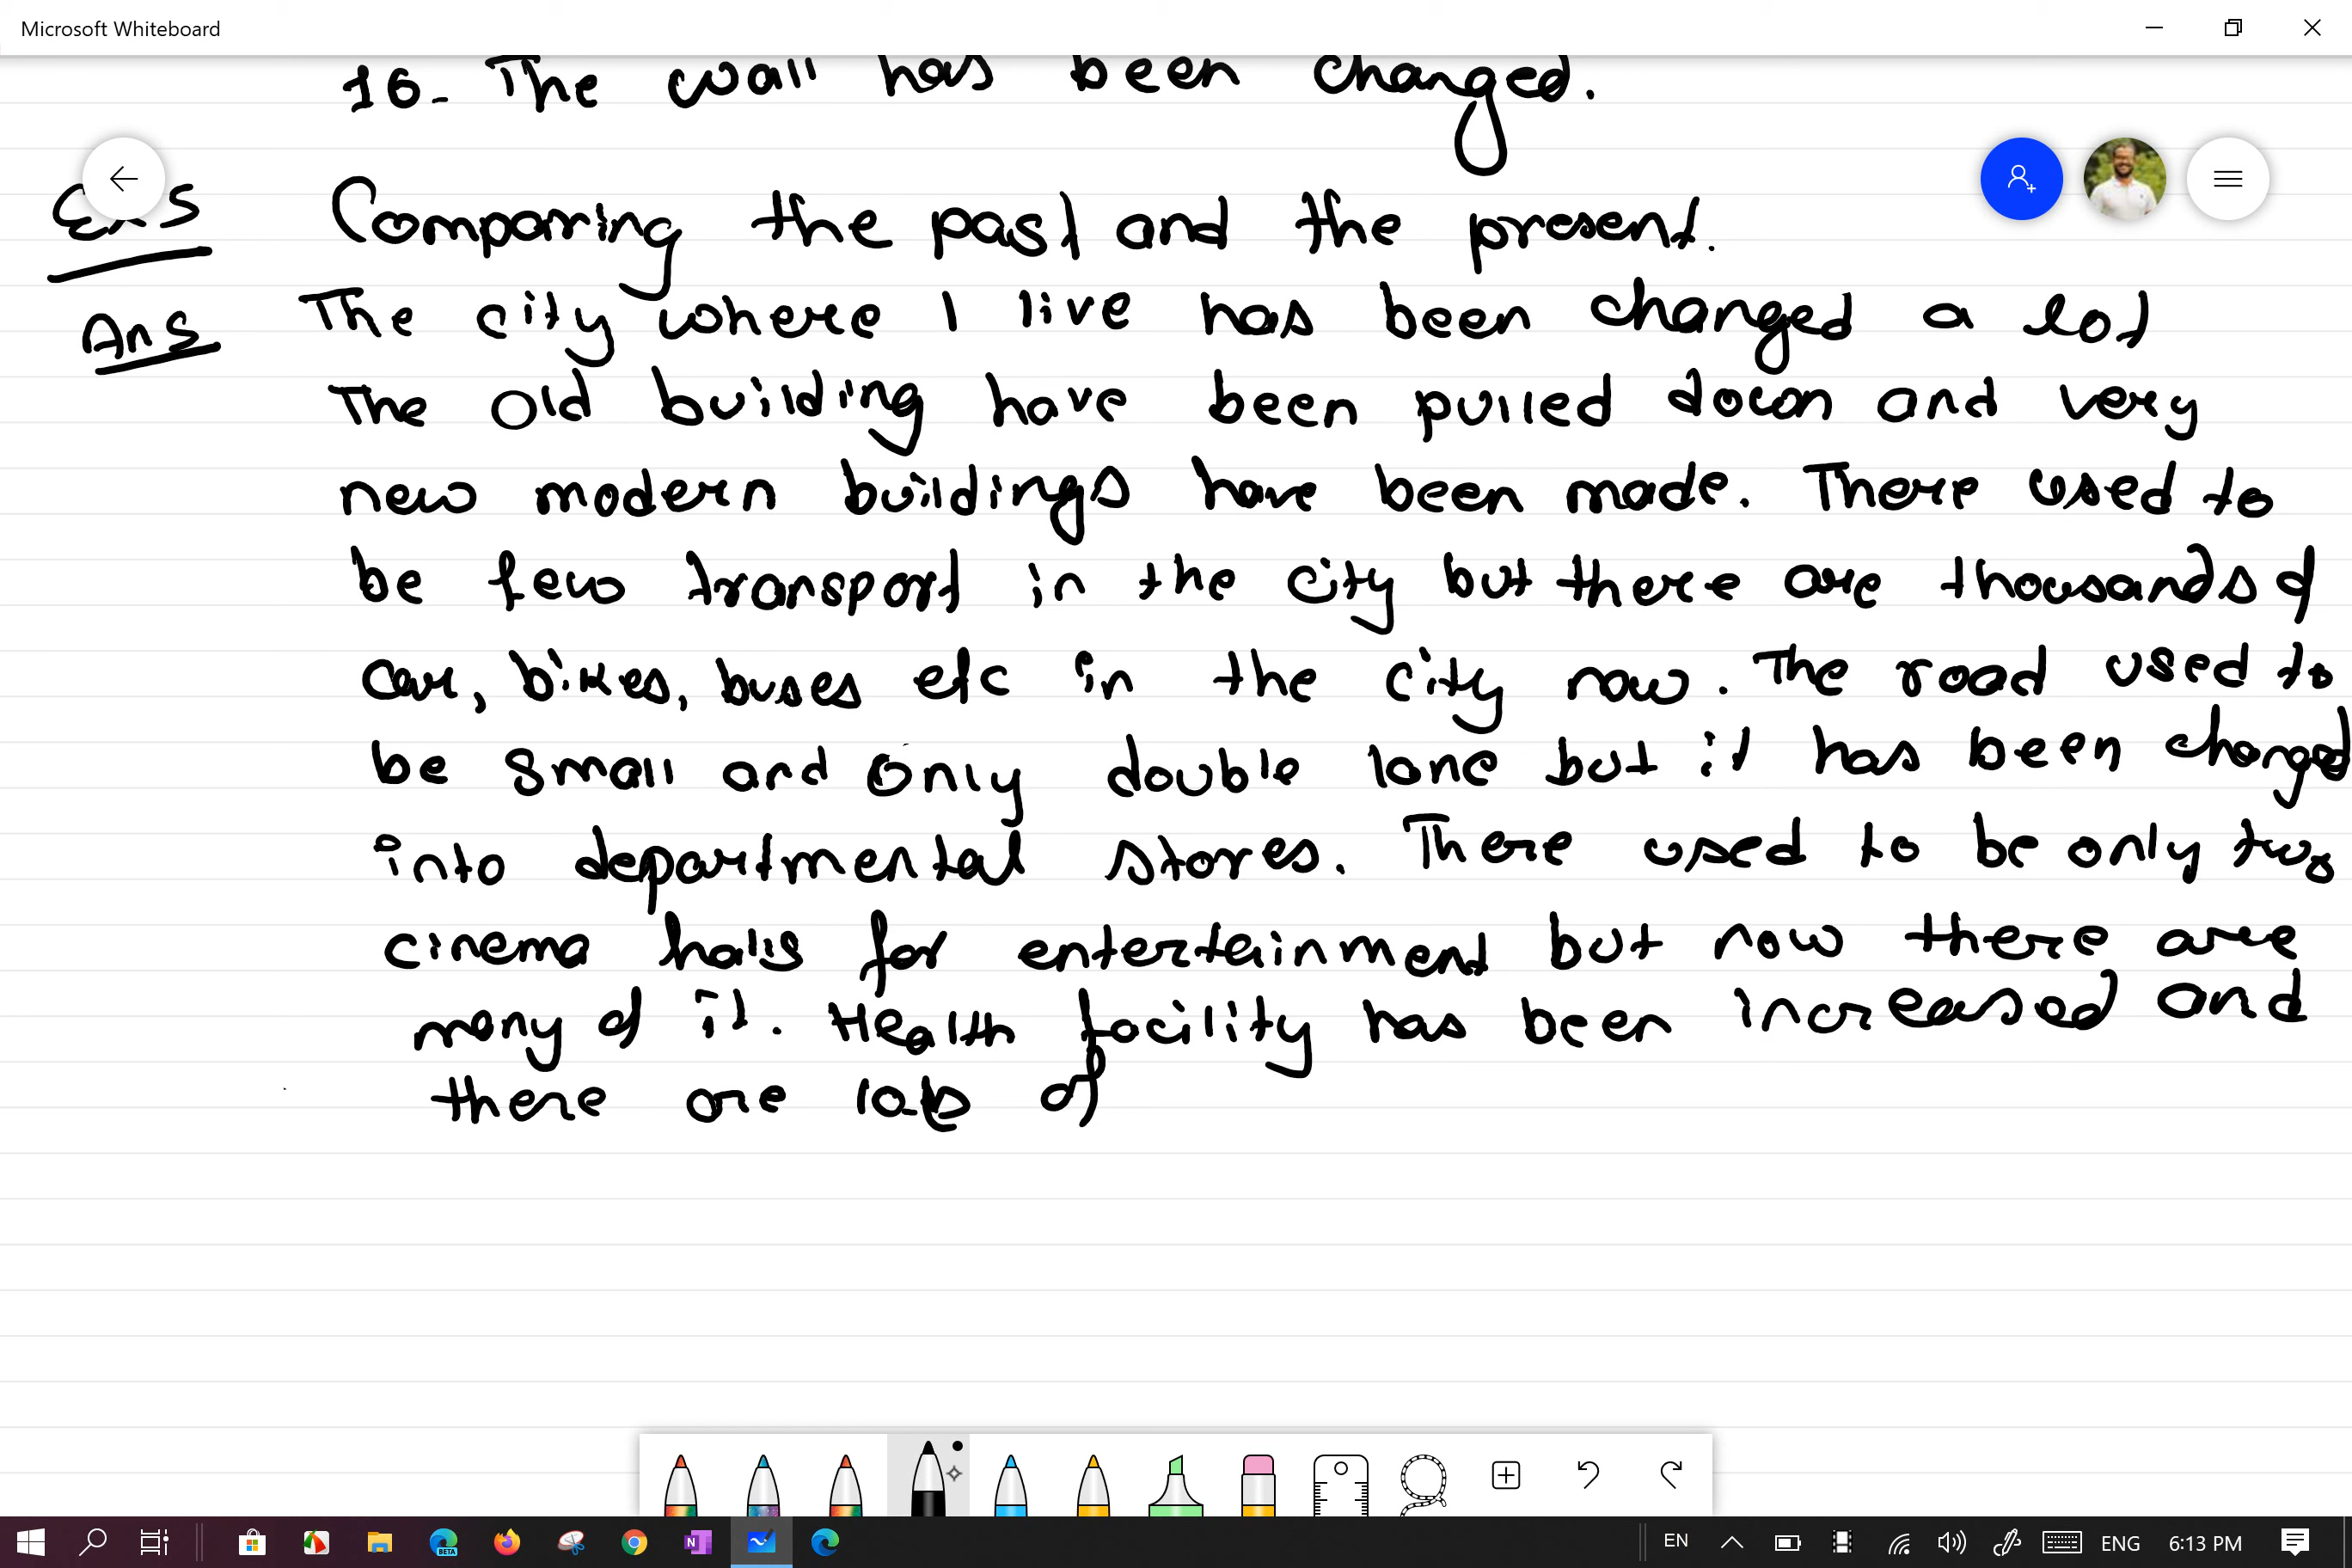 Microsoft Whiteboard
16- The wall has been changed.
Comparing the past and the present.
Ans The city where I live has been changed a lot
The old building have been pulled down and very
new modern buildings have been made. There used to
be few transport in the city but there are thousands of
car, bikes, buses etc in the city now. The road used to
be small and only double lane but it has been changed
into departmental stores. There used to be only two
cinema halls for entertainment but now there are
many of it. Health facility has been increased and
there are lots of
BETA
N
EN
ENG
6:13 PM